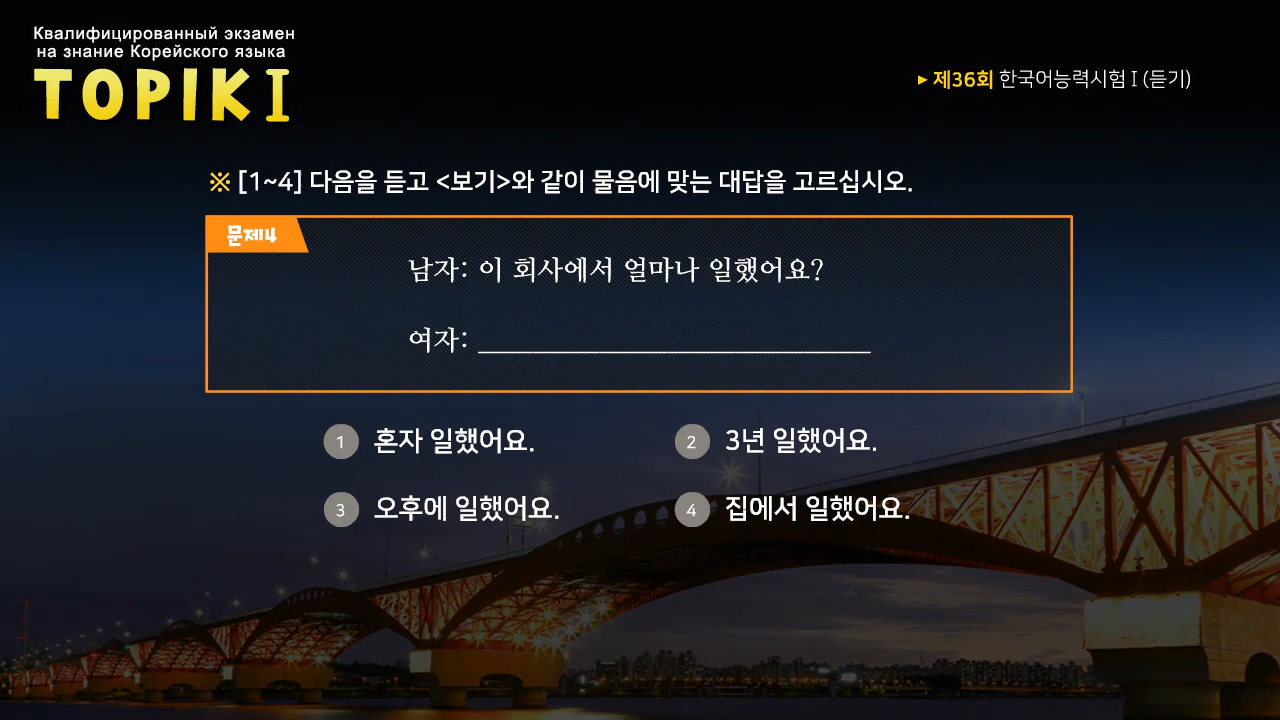 Квалифицированный экзамен
на знание Корейского языка
TOPIK I
▶ 제36회 한국어능력시험 I (듣기)
※ [1~4] 다음을 듣고 <보기>와 같이 물음에 맞는 대답을 고르십시오.
문제4
남자: 이 회사에서 얼마나 일했어요?
여자: ____________________________
1 혼자 일했어요.
2 3년 일했어요.
3 오후에 일했어요.
4 집에서 일했어요.